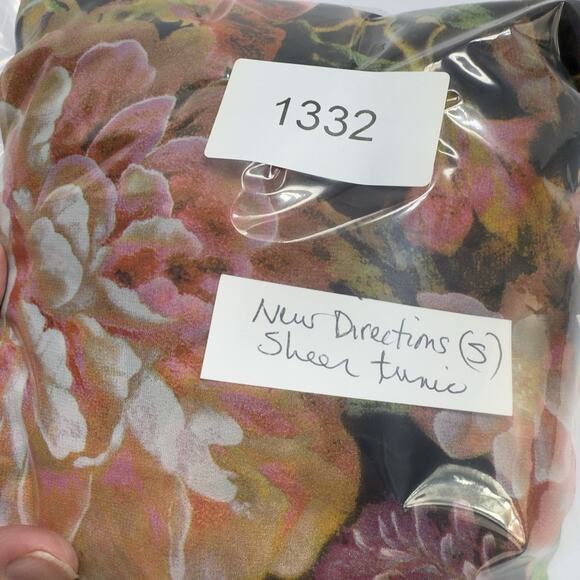 1332
New Directions (S)
Sheer tunic